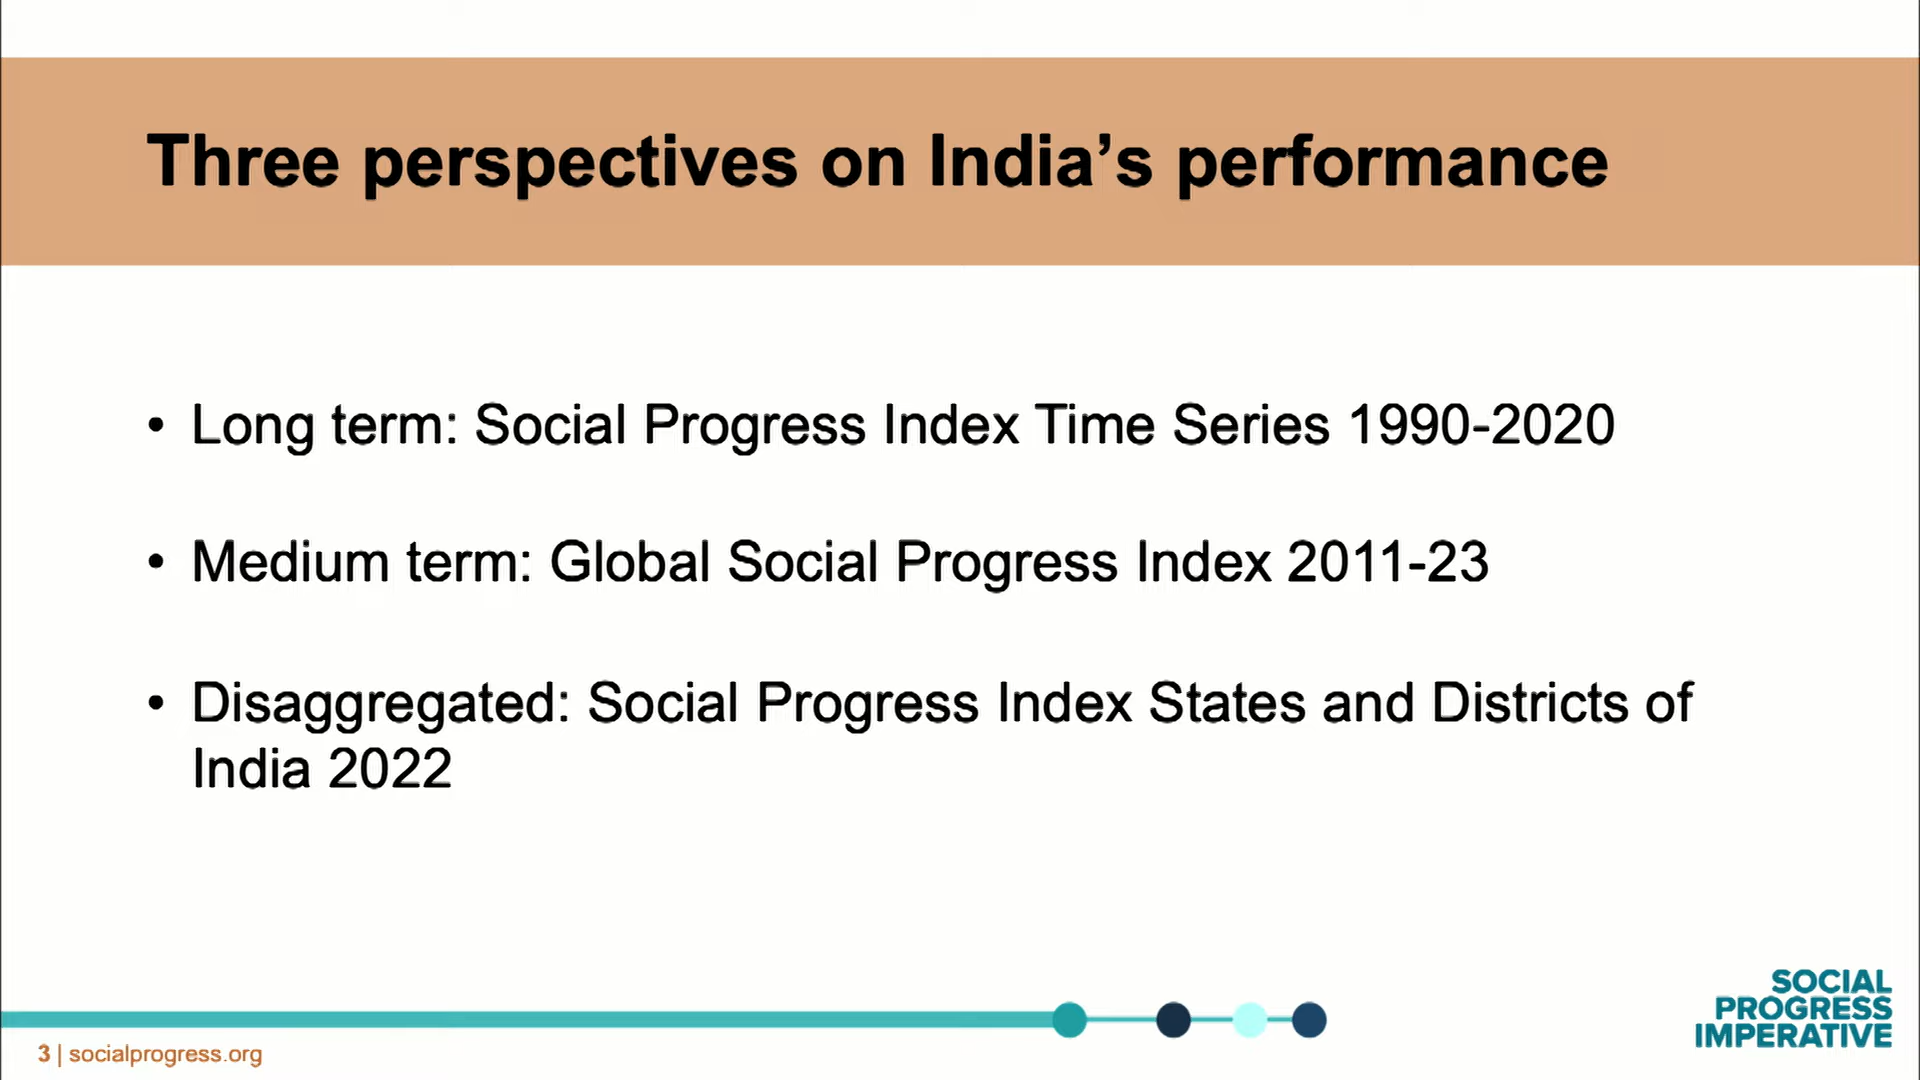 Three perspectives on India’s performance
• Long term: Social Progress Index Time Series 1990-2020
• Medium term: Global Social Progress Index 2011-23
• Disaggregated: Social Progress Index States and Districts of
India 2022
3 | socialprogress.org
SOCIAL
PROGRESS
IMPERATIVE